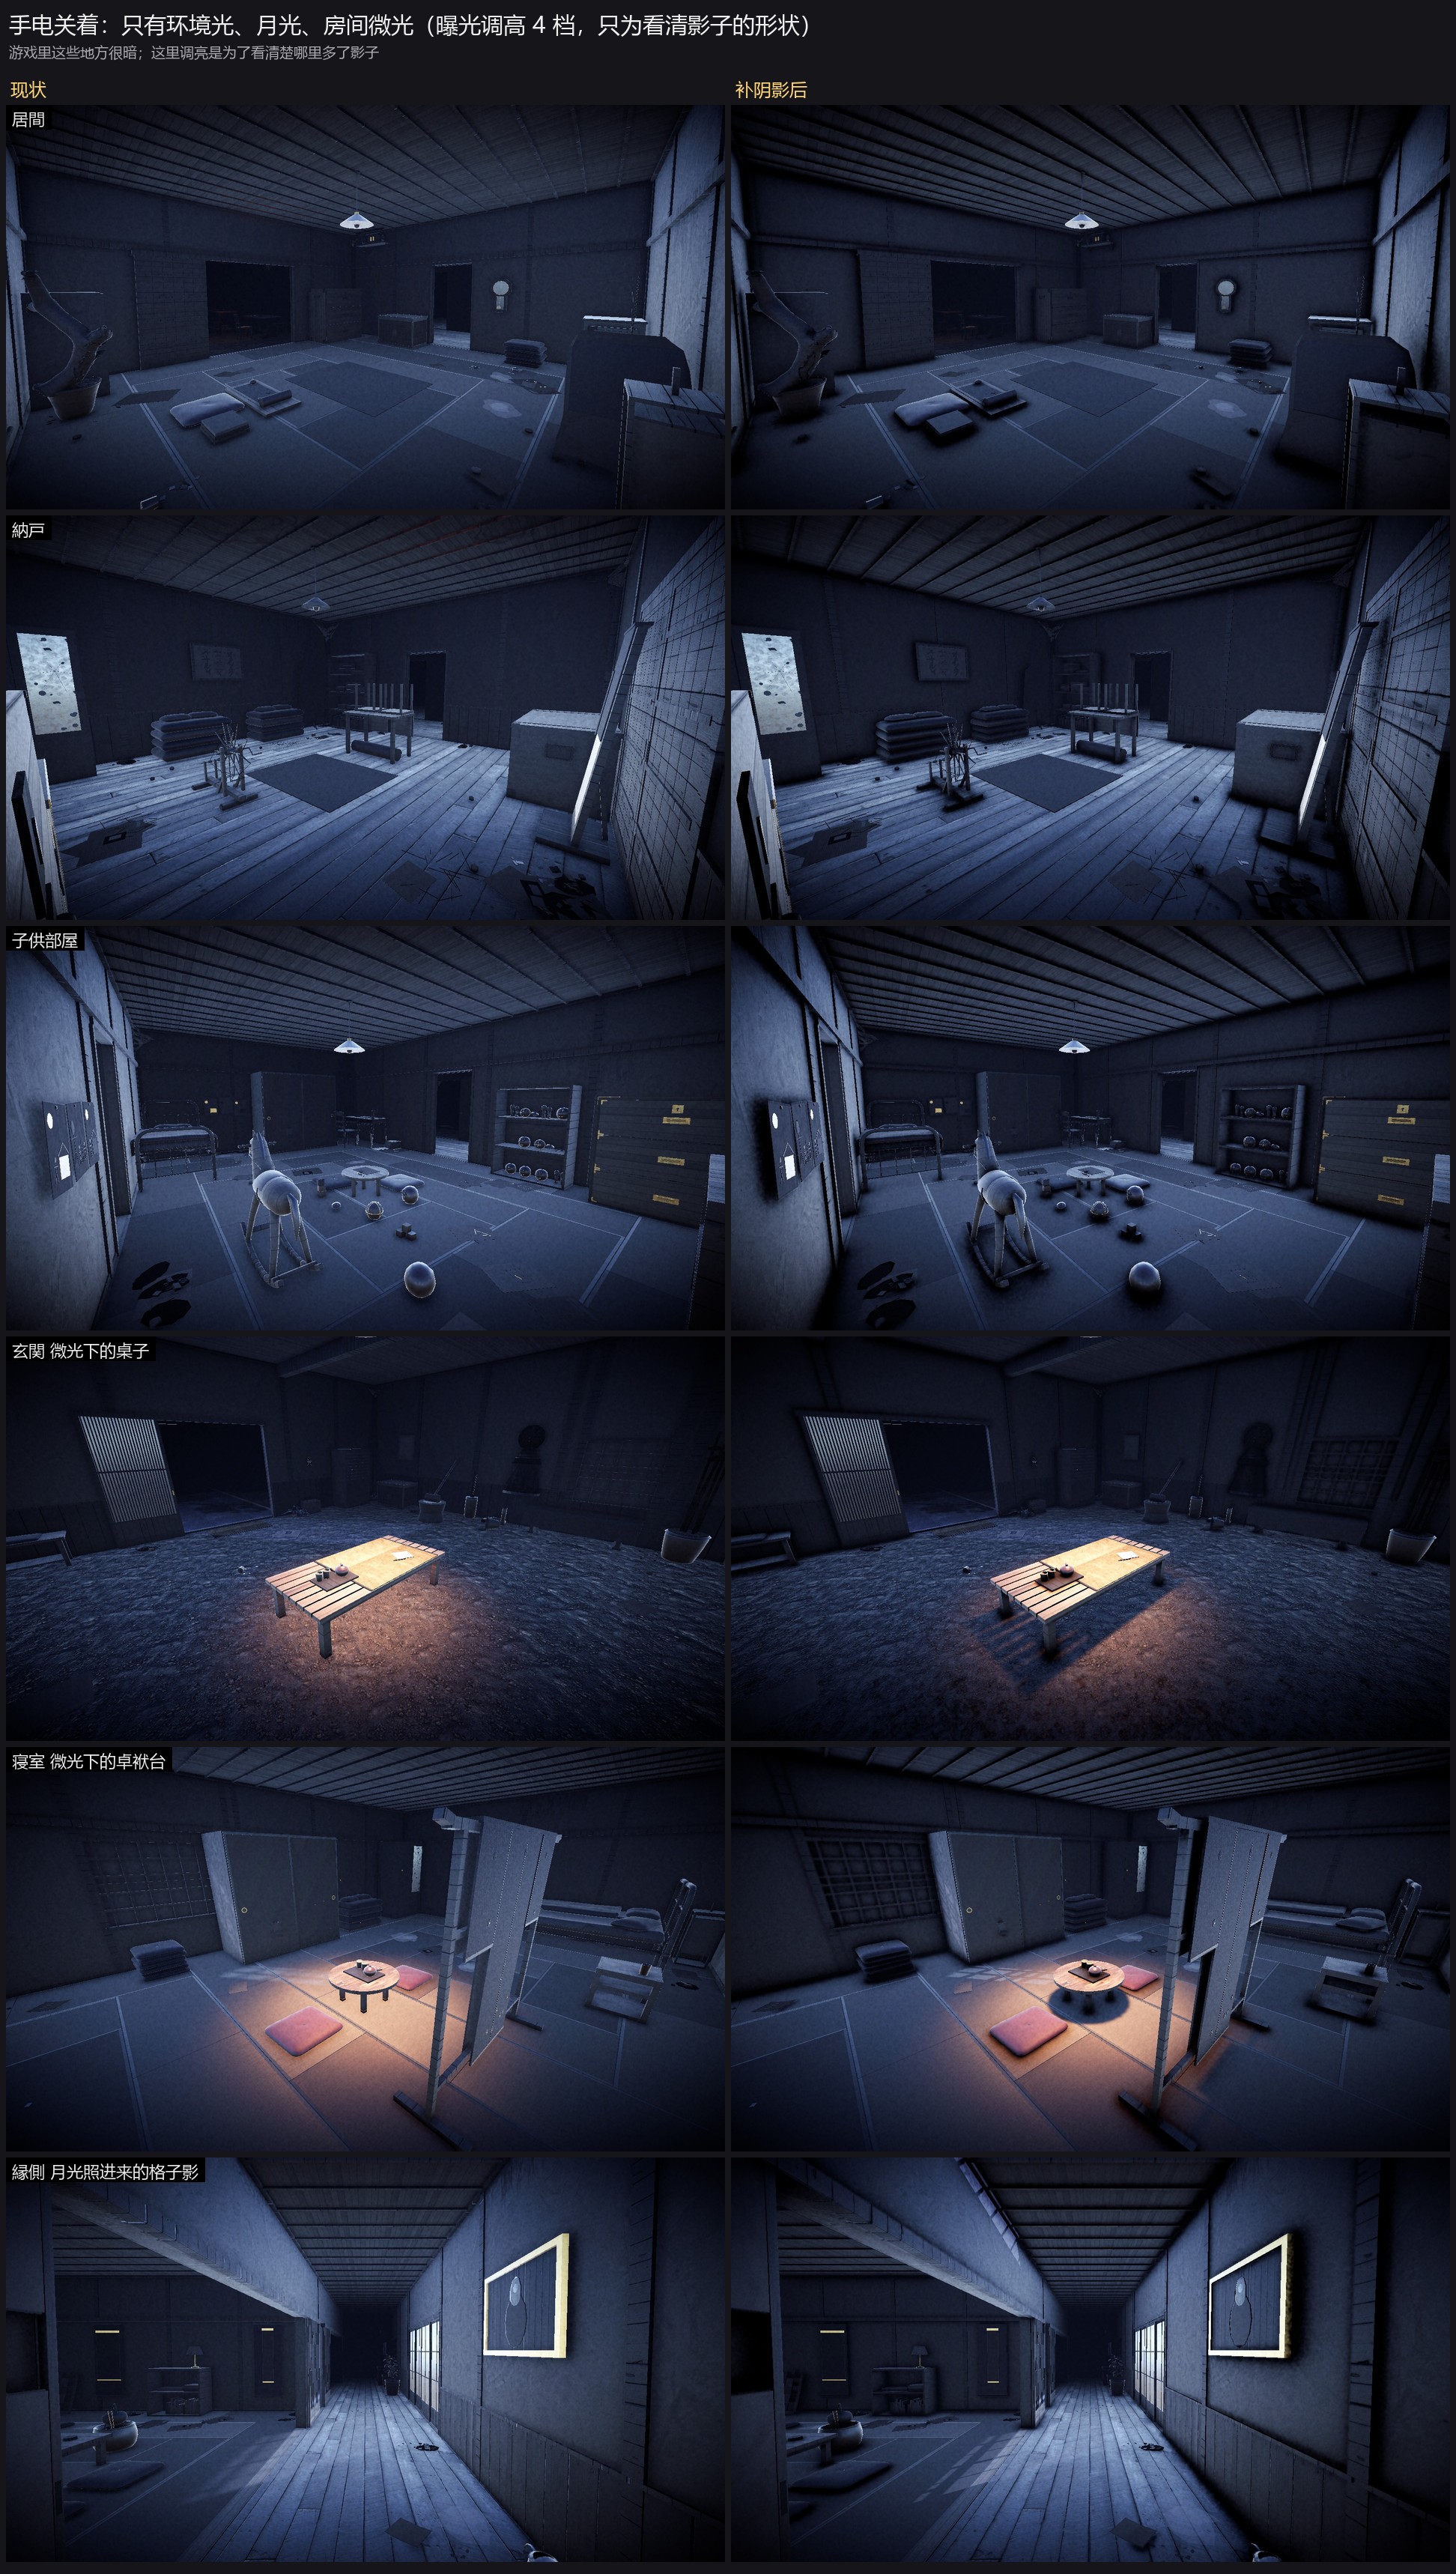 手电关着：只有环境光、月光、房间微光（曝光调高 4 档，只为看清影子的形状）
游戏里这些地方很暗；这里调亮是为了看清楚哪里多了影子
现状
补阴影后
居間
納戸
子供部屋
玄関 微光下的桌子
寝室 微光下的卓袱台
縁側 月光照进来的格子影